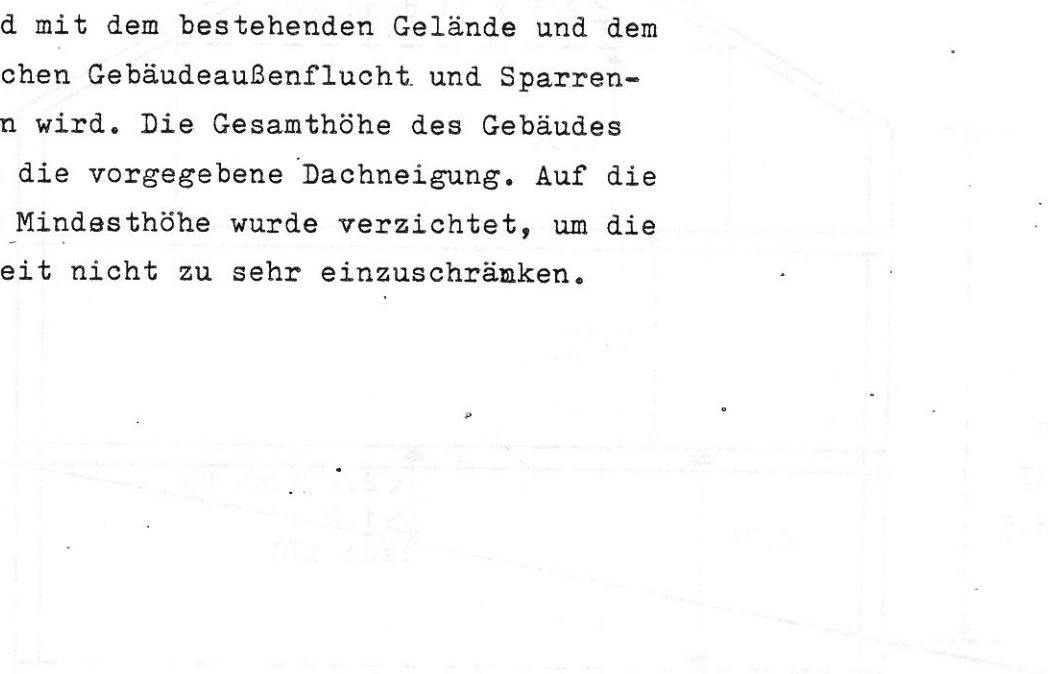 d mit dem bestehenden Gelände und dem
chen Gebäudeaußenflucht und Sparren-
n wird. Die Gesamthöhe des Gebäudes
die vorgegebene Dachneigung. Auf die
Mindesthöhe wurde verzichtet, um die
eit nicht zu sehr einzuschränken.